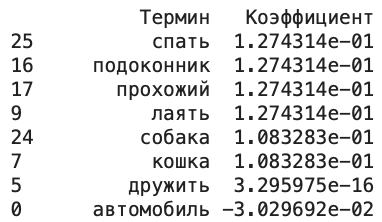 Термин Коэффициент
25 спать 1.274314e-01
16 подоконник 1.274314e-01
17 прохожий 1.274314e-01
9 лаять 1.274314e-01
24 собака 1.083283e-01
7 кошка 1.083283e-01
5 дружить 3.295975e-16
0 автомобиль -3.029692e-02